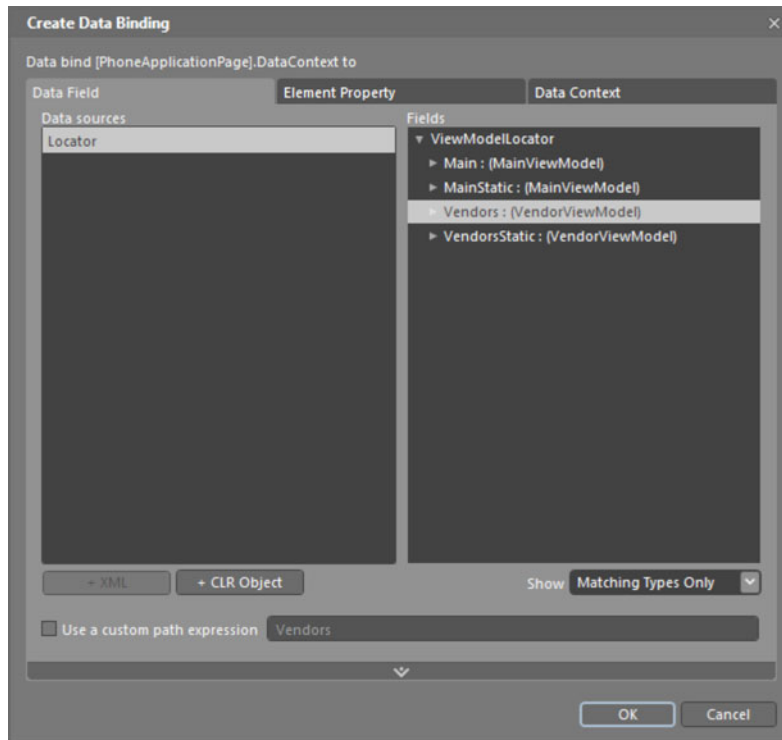 Create Data Binding
Data bind [PhoneApplicationPage].DataContext to
Data Field
Element Property
Data Context
Data sources
Locator
Fields
ViewModelLocator
Main : (MainViewModel)
MainStatic : (MainViewModel)
Vendors : (VendorViewModel)
VendorsStatic : (VendorViewModel)
+ XML
+ CLR Object
Show
Matching Types Only
Use a custom path expression
Vendors
OK
Cancel